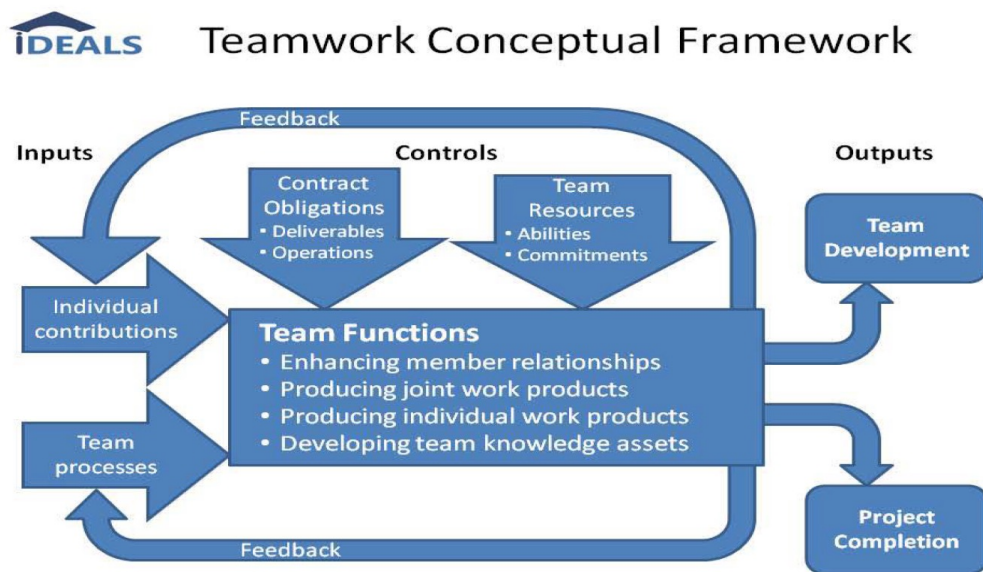 iDEALS
Teamwork Conceptual Framework
Feedback
Inputs
Controls
Outputs
Contract
Obligations
• Deliverables
• Operations
Team
Resources
• Abilities
• Commitments
Team
Development
Individual
contributions
Team Functions
• Enhancing member relationships
• Producing joint work products
• Producing individual work products
• Developing team knowledge assets
Team
processes
Project
Completion
Feedback